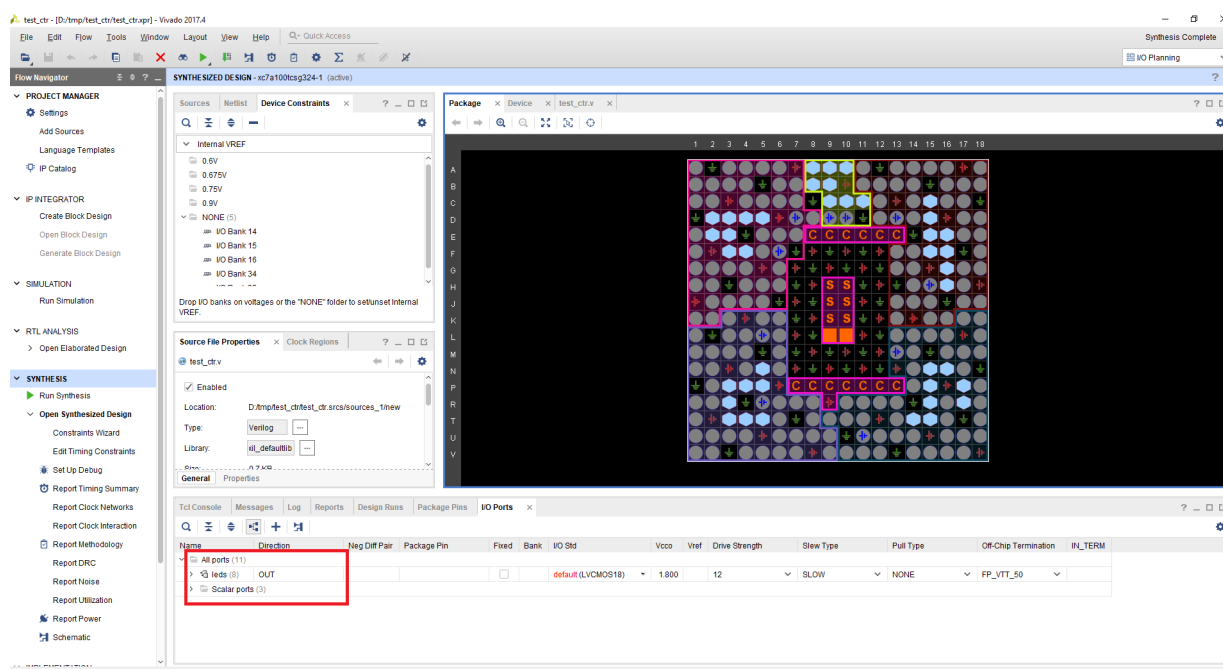 test_ctr - [D:/tmp/test_ctr/test_ctr.xpr] - Vivado 2017.4
File Edit Flow Tools Window Layout View Help Q- Quick Access Synthesis Complete
I/O Planning
Flow Navigator
SYNTHESIZED DESIGN - xc7a100tcsg324-1 (active)
PROJECT MANAGER
Settings
Add Sources
Language Templates
IP Catalog
IP INTEGRATOR
Create Block Design
Open Block Design
Generate Block Design
SIMULATION
Run Simulation
RTL ANALYSIS
Open Elaborated Design
SYNTHESIS
Run Synthesis
Open Synthesized Design
Constraints Wizard
Edit Timing Constraints
Set Up Debug
Report Timing Summary
Report Clock Networks
Report Clock Interaction
Report Methodology
Report DRC
Report Noise
Report Utilization
Report Power
Schematic
IMPLEMENTATION
Sources Netlist Device Constraints
Internal VREF
0.6V
0.675V
0.75V
0.9V
NONE (5)
I/O Bank 14
I/O Bank 15
I/O Bank 16
I/O Bank 34
Drop I/O banks on voltages or the "NONE" folder to set/unset Internal
VREF.
Source File Properties Clock Regions
test_ctr.v
Enabled
Location: D:/tmp/test_ctr/test_ctr.srcs/sources_1/new
Type: Verilog
Library: xil_defaultlib
Size: 0.7 KB
General Properties
Package Device test_ctr.v
1 2 3 4 5 6 7 8 9 10 11 12 13 14 15 16 17 18
A
B
C
D
E C C C C C C
F
G
H S S
J S S
K S S
L
M
N
P C C C C C C C
R
T
U
V
Tcl Console Messages Log Reports Design Runs Package Pins I/O Ports
Name Direction Neg Diff Pair Package Pin Fixed Bank I/O Std Vcco Vref Drive Strength Slew Type Pull Type Off-Chip Termination IN_TERM
All ports (11)
leds (8) OUT default (LVCMOS18) 1.800 12 SLOW NONE FP_VTT_50
Scalar ports (3)